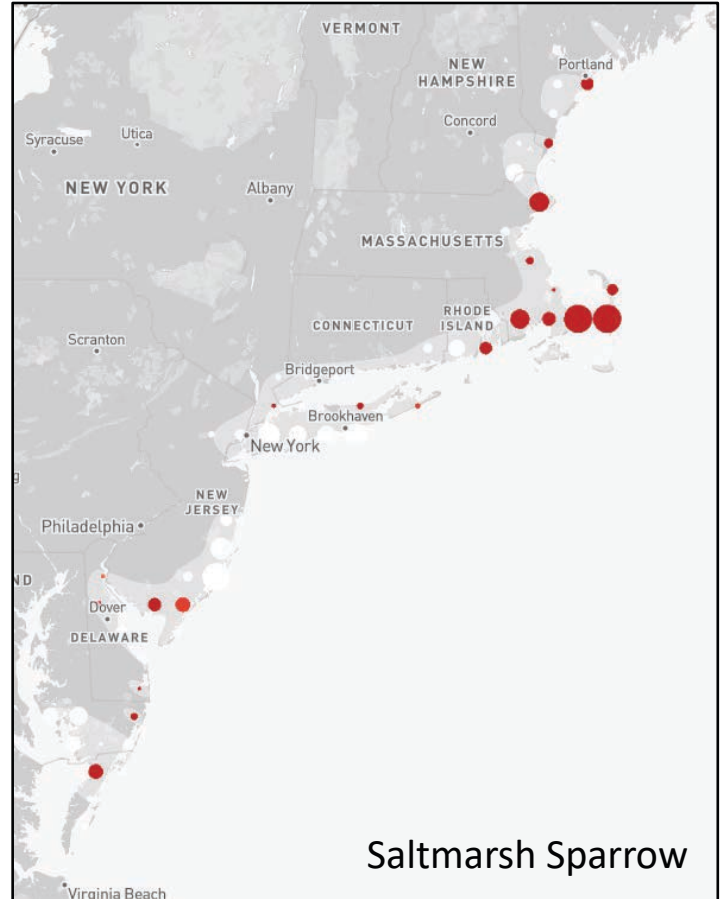 VERMONT
NEW
HAMPSHIRE
Portland
Concord
Syracuse
Utica
NEW YORK
Albany
MASSACHUSETTS
RHODE
ISLAND
CONNECTICUT
Scranton
Bridgeport
Brookhaven
New York
NEW
JERSEY
Philadelphia
ND
Dover
DELAWARE
Saltmarsh Sparrow
Virginia Beach